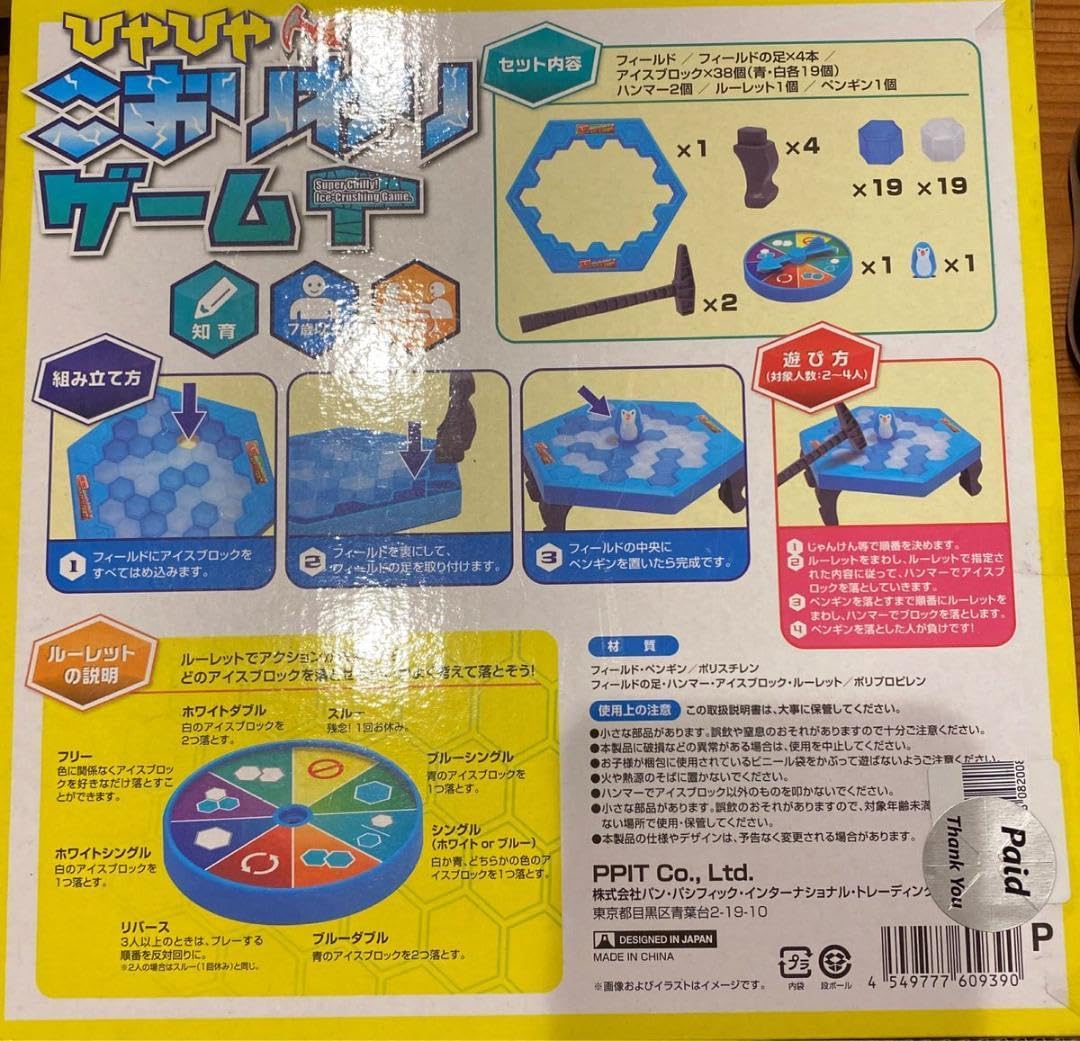 ひやひや
こおりわり
ゲーム
Super Chilly!
Ice-Crushing Game.
知育
7歳以
セット内容
フィールド / フィールドの足×4本 /
アイスブロック×38個(青・白各19個)
ハンマー2個 / ルーレット1個 / ペンギン1個
×1
×4
×19
×19
×2
×1
×1
組み立て方
1 フィールドにアイスブロックを
すべてはめ込みます。
2 フィールドを裏にして、
フィールドの足を取り付けます。
3 フィールドの中央に
ペンギンを置いたら完成です。
遊び方
(対象人数:2~4人)
1 じゃんけん等で順番を決めます。
2 ルーレットをまわし、ルーレットで指定さ
れた内容に従って、ハンマーでアイスブ
ロックを落としていきます。
3 ペンギンを落とすまで順番にルーレットを
まわし、ハンマーでブロックを落とします。
4 ペンギンを落とした人が負けです!
ルーレット
の説明
ルーレットでアクション
どのアイスブロックを落とせ よく考えて落とそう!
ホワイトダブル
白のアイスブロックを
2つ落とす。
スルー
残念! 1回お休み。
フリー
色に関係なくアイスブロッ
クを好きなだけ落とすこ
とができます。
ブルーシングル
青のアイスブロックを
1つ落とす。
シングル
(ホワイト or ブルー)
白か青、どちらかの色のア
イスブロックを1つ落とす。
ホワイトシングル
白のアイスブロックを
1つ落とす。
or
リバース
3人以上のときは、プレーする
順番を反対回りに。
※2人の場合はスルー(1回休み)と同じ。
ブルーダブル
青のアイスブロックを2つ落とす。
材質
フィールド・ペンギン/ポリスチレン
フィールドの足・ハンマー・アイスブロック・ルーレット/ポリプロピレン
使用上の注意 この取扱説明書は、大事に保管してください。
●小さな部品があります。誤飲や窒息のおそれがありますので十分ご注意ください。
●本製品に破損などの異常がある場合は、使用を中止してください。
●お子様が梱包に使用されているビニール袋をかぶって遊ばないようご注意ください。
●火や熱源のそばに置かないでください。
●ハンマーでアイスブロック以外のものを叩かないでください。
●小さな部品があります。誤飲のおそれがありますので、対象年齢未満
ない場所で使用・保管してください。
●本製品の仕様やデザインは、予告なく変更される場合があります。
PPIT Co., Ltd.
株式会社パン・パシフィック・インターナショナル・トレーディング
東京都目黒区青葉台2-19-10
DESIGNED IN JAPAN
MADE IN CHINA
※画像およびイラストはイメージです。
プラ
内袋
段ボール
4 549777 609390
Paid
Thank You
P